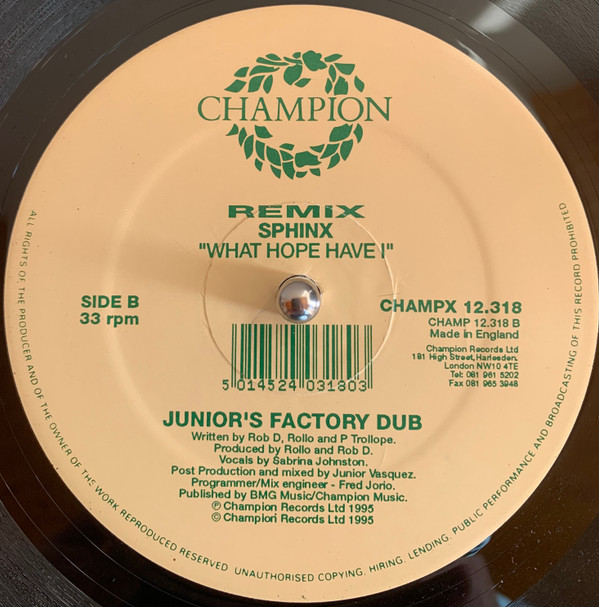 CHAMPION
REMIX
SPHINX
"WHAT HOPE HAVE I"
SIDE B
33 rpm
CHAMPX 12.318
CHAMP 12.318 B
Made in England
Champion Records Ltd
181 High Street, Harlesden.
London NW10 4TE
Tel: 081 961 5202
Fax 081 965 3948
5 014524 031803
JUNIOR'S FACTORY DUB
Written by Rob D, Rollo and P Trollope.
Produced by Rollo and Rob D.
Vocals by Sabrina Johnston.
Post Production and mixed by Junior Vasquez.
Programmer/Mix engineer - Fred Jorio.
Published by BMG Music/Champion Music.
℗ Champion Records Ltd 1995
© Champion Records Ltd 1995
ALL RIGHTS OF THE PRODUCER AND OF THE OWNER OF THE WORK REPRODUCED RESERVED. UNAUTHORISED COPYING, HIRING, LENDING, PUBLIC PERFORMANCE AND BROADCASTING OF THIS RECORD PROHIBITED